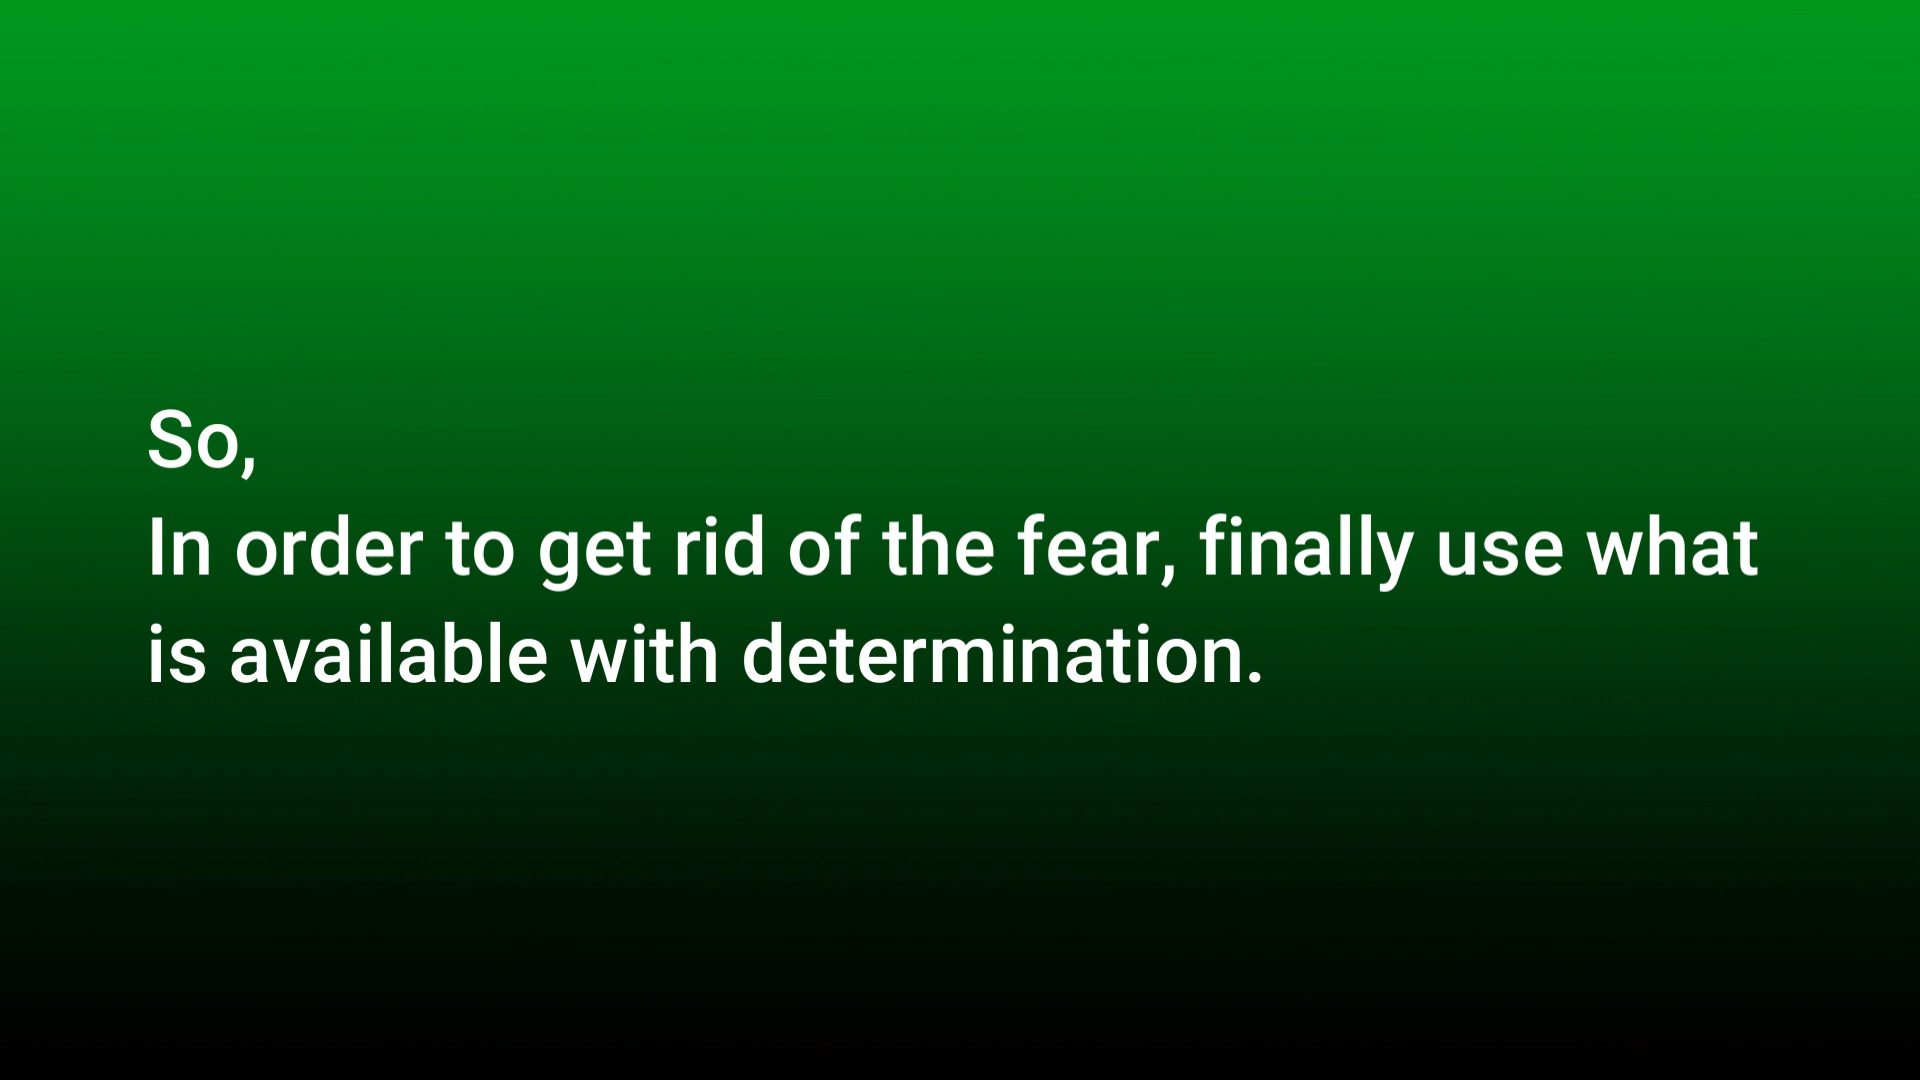 So,
In order to get rid of the fear, finally use what
is available with determination.